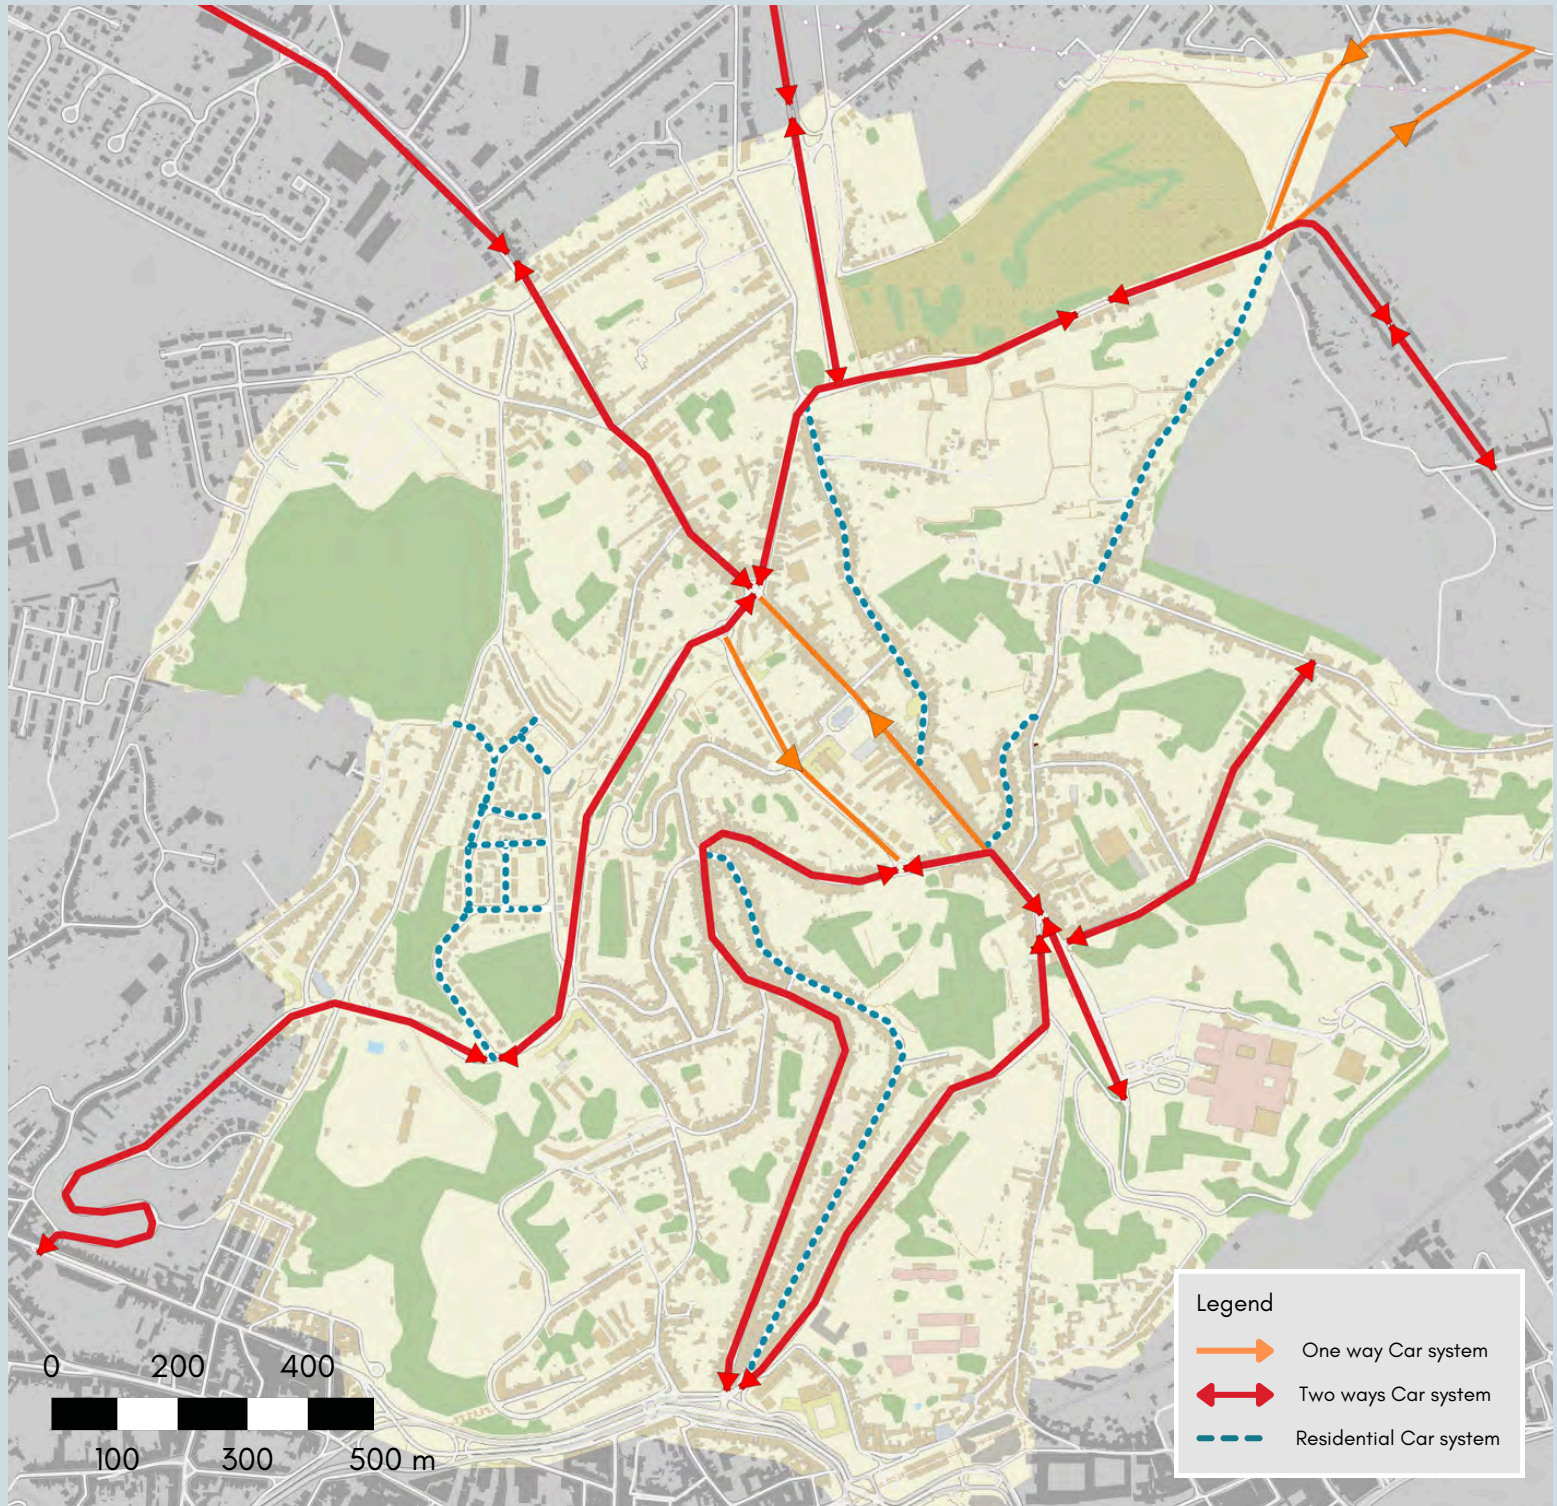 Legend
One way Car system
Two ways Car system
Residential Car system
0 200 400
100 300 500 m